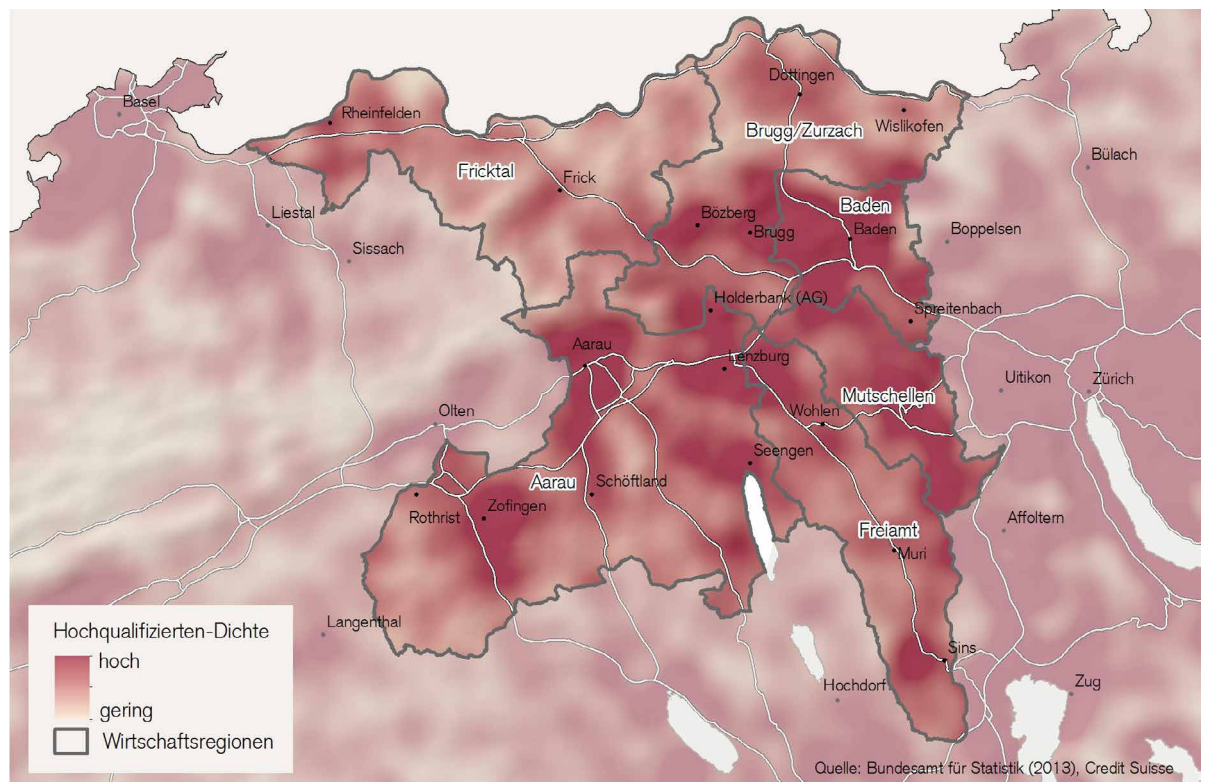 Basel
Rheinfelden
Döttingen
Wislikofen
Brugg/Zurzach
Bülach
Fricktal
Frick
Baden
Bözberg
Brugg
Baden
Boppelsen
Liestal
Sissach
Holderbank (AG)
Spreitenbach
Aarau
Lenzburg
Uitikon
Zürich
Mutschellen
Wohlen
Olten
Seengen
Aarau
Schöftland
Rothrist
Zofingen
Affoltern
Freiamt
Muri
Langenthal
Sins
Hochdorf
Zug
Hochqualifizierten-Dichte
hoch
gering
Wirtschaftsregionen
Quelle: Bundesamt für Statistik (2013), Credit Suisse